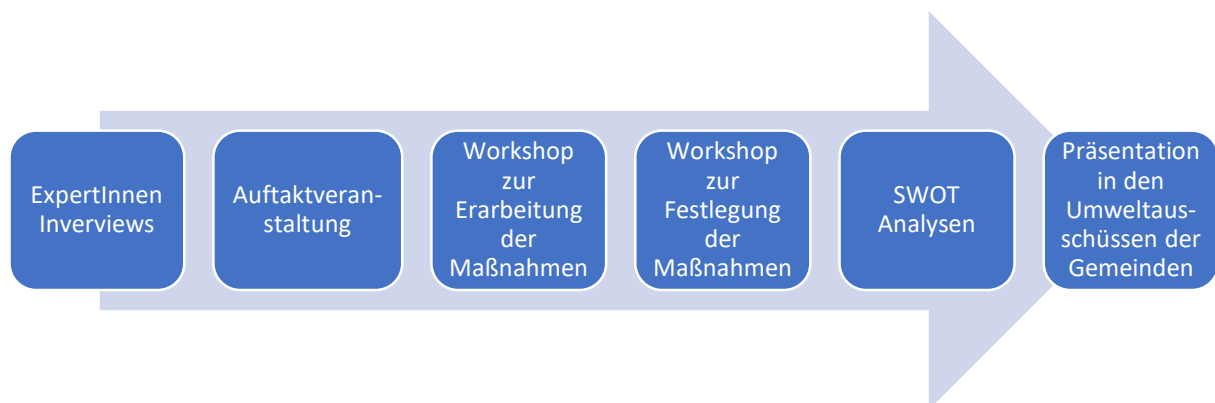 ExpertInnen
Inverviews
Auftaktveran-
staltung
Workshop
zur
Erarbeitung
der
Maßnahmen
Workshop
zur
Festlegung
der
Maßnahmen
SWOT
Analysen
Präsentation
in den
Umweltaus-
schüssen der
Gemeinden